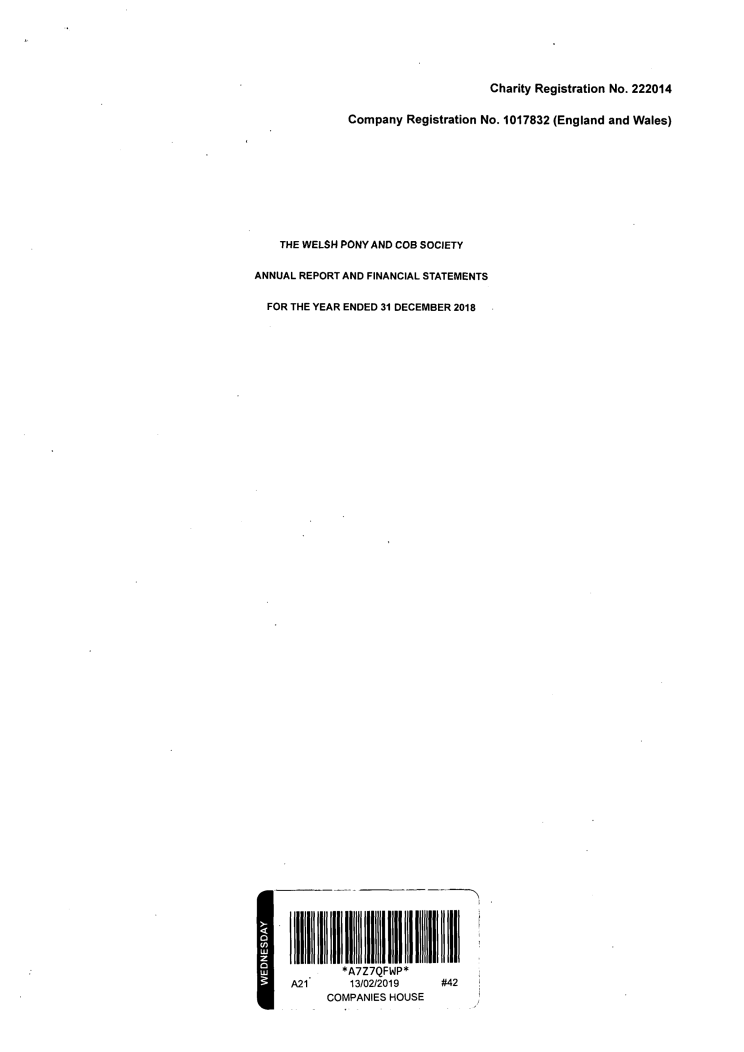 Charity Registration No. 222014
Company Registration No. 1017832 (England and Wales)
THE WELSH PONY AND COB SOCIETY
ANNUAL REPORT AND FINANCIAL STATEMENTS
FOR THE YEAR ENDED 31 DECEMBER 2018
WEDNESDAY
*A7Z7QFWP*
A21 13/02/2019 #42
COMPANIES HOUSE